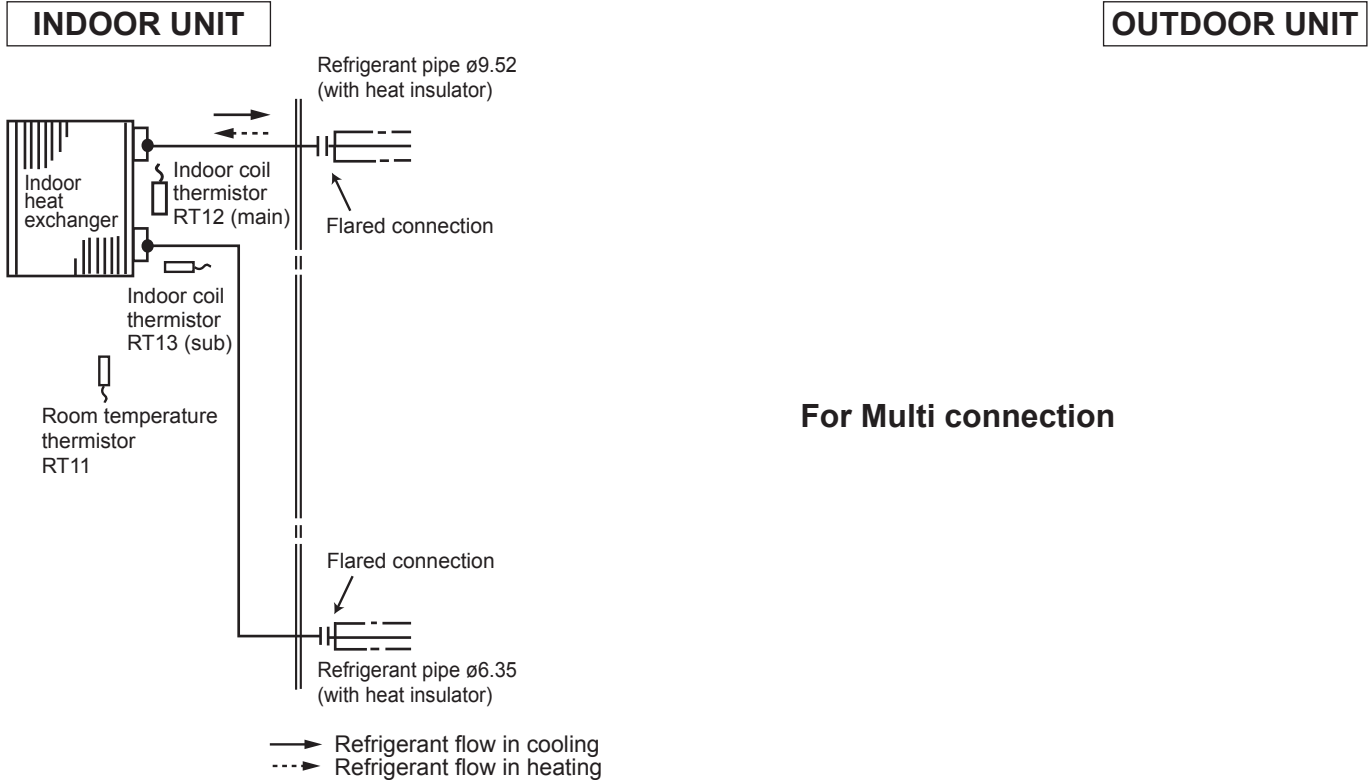 INDOOR UNIT
OUTDOOR UNIT
Refrigerant pipe ø9.52
(with heat insulator)
Indoor
heat
exchanger
Indoor coil
thermistor
RT12 (main)
Flared connection
Indoor coil
thermistor
RT13 (sub)
Room temperature
thermistor
RT11
For Multi connection
Flared connection
Refrigerant pipe ø6.35
(with heat insulator)
Refrigerant flow in cooling
Refrigerant flow in heating